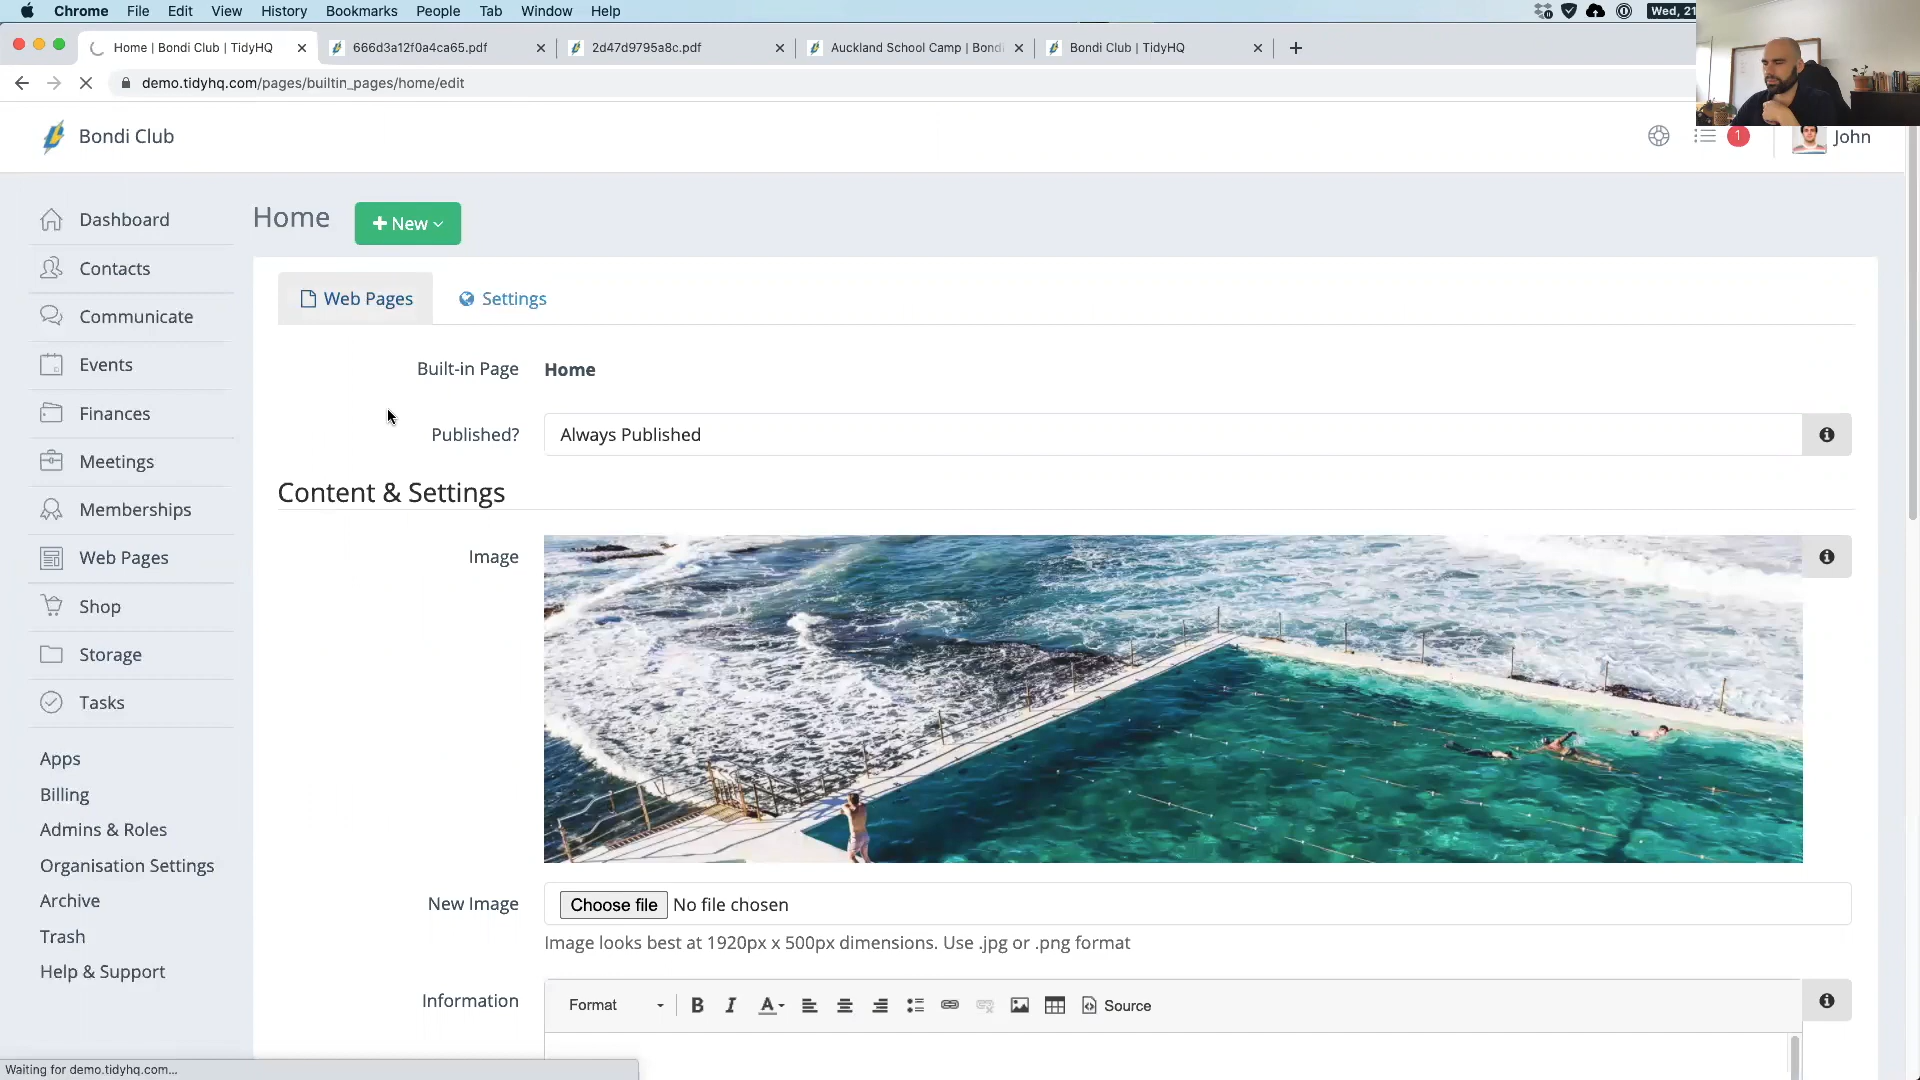 Chrome File Edit View History Bookmarks People Tab Window Help Wed, 21
Home | Bondi Club | TidyHQ 666d3a12f0a4ca65.pdf 2d47d9795a8c.pdf Auckland School Camp | Bondi Bondi Club | TidyHQ
demo.tidyhq.com/pages/builtin_pages/home/edit
Bondi Club 1 John
Dashboard
Contacts
Communicate
Events
Finances
Meetings
Memberships
Web Pages
Shop
Storage
Tasks
Apps
Billing
Admins & Roles
Organisation Settings
Archive
Trash
Help & Support
Home + New
Web Pages Settings
Built-in Page Home
Published? Always Published
Content & Settings
Image
New Image Choose file No file chosen
Image looks best at 1920px x 500px dimensions. Use .jpg or .png format
Information Format B I A Source
Waiting for demo.tidyhq.com...